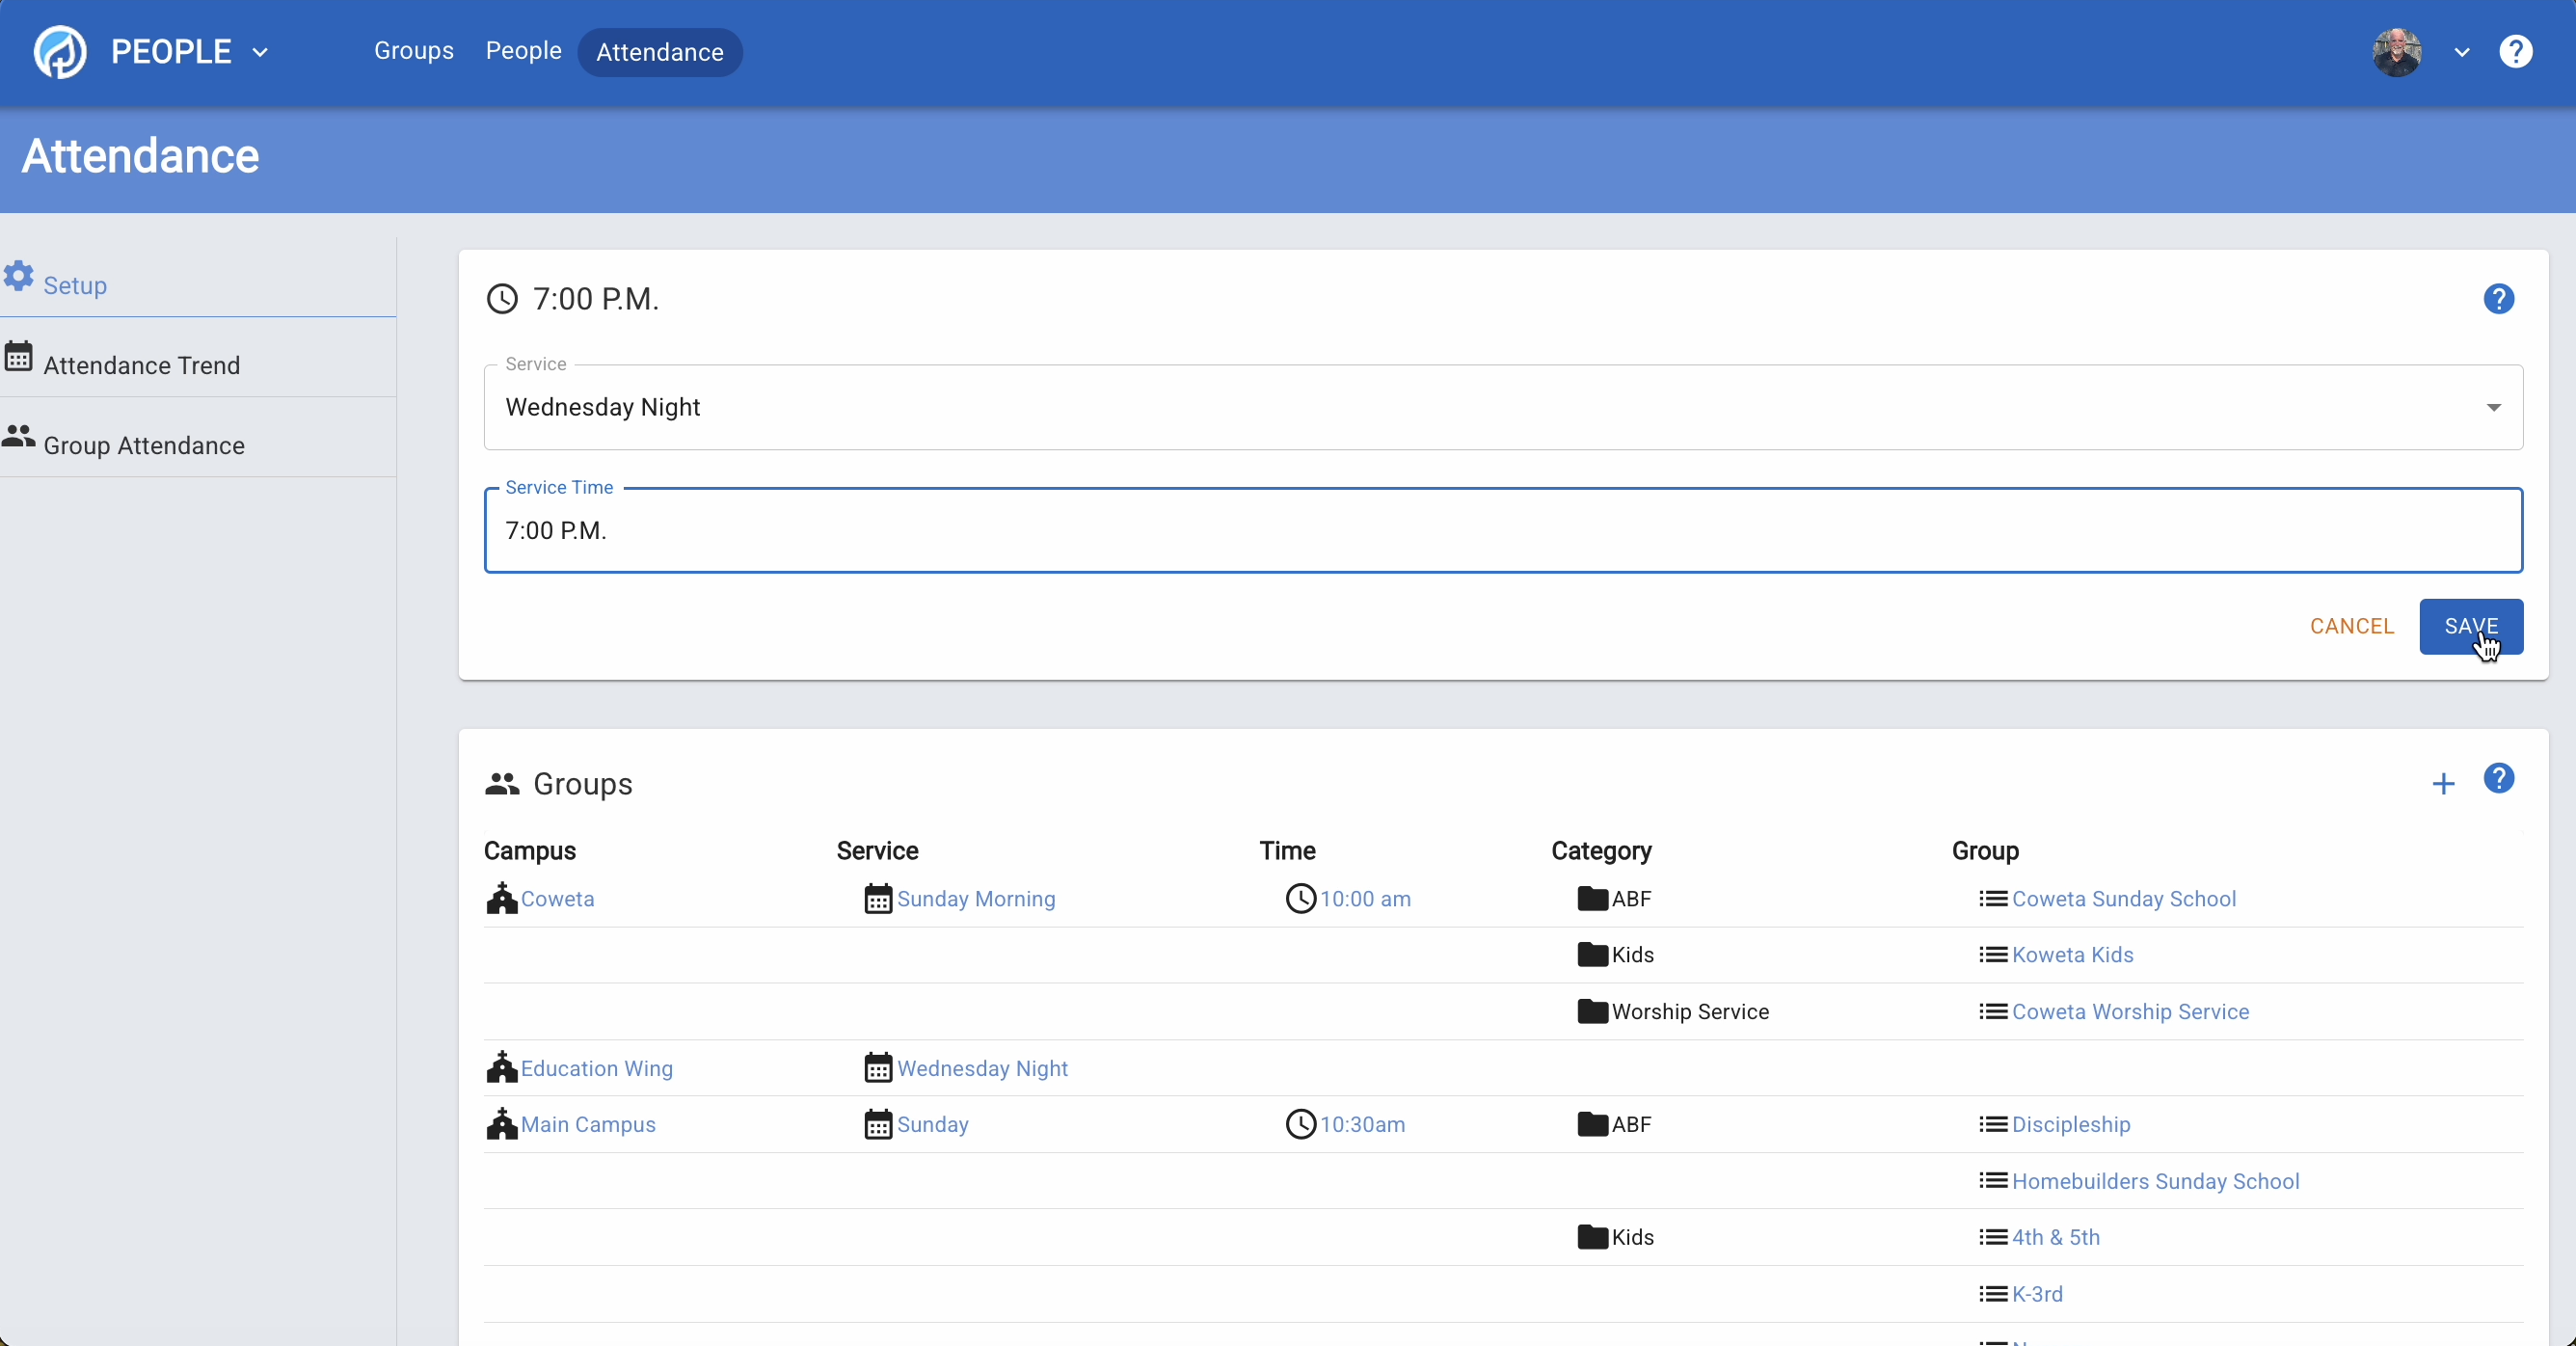 PEOPLE Groups People Attendance
Attendance
Setup
Attendance Trend
Group Attendance
7:00 P.M.
Service
Wednesday Night
Service Time
7:00 P.M.
CANCEL SAVE
Groups
Campus Service Time Category Group
Coweta Sunday Morning 10:00 am ABF Coweta Sunday School
Kids Koweta Kids
Worship Service Coweta Worship Service
Education Wing Wednesday Night
Main Campus Sunday 10:30am ABF Discipleship
Homebuilders Sunday School
Kids 4th & 5th
K-3rd